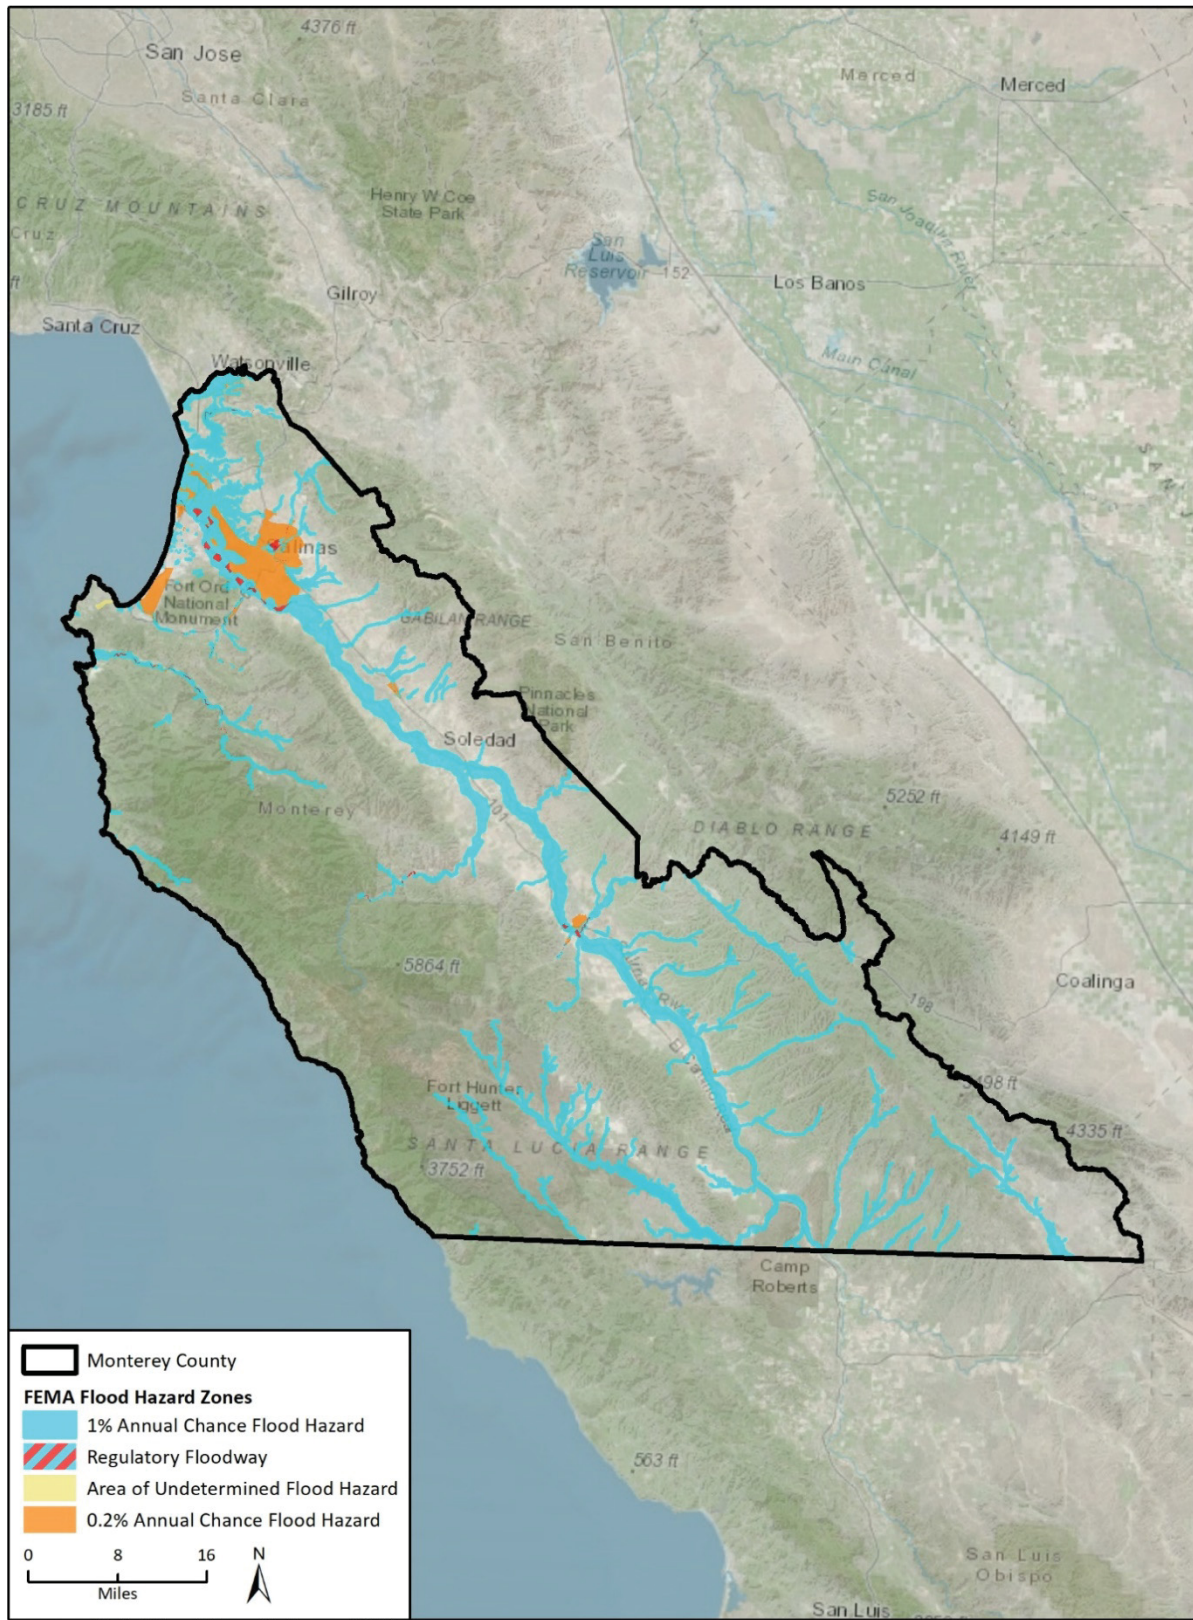 4376 ft
San Jose
Merced
Merced
Santa Clara
3185 ft
CRUZ MOUNTAINS
Cruz
Henry W Coe
State Park
San Joaquin River
San
Luis
Reservoir
152
Los Banos
ft
Gilroy
Santa Cruz
Main Canal
Watsonville
SAN
Salinas
Fort Ord
National
Monument
GABILAN RANGE
San Benito
Pinnacles
National
Park
Soledad
101
5252 ft
Monterey
DIABLO RANGE
4149 ft
5864 ft
Coalinga
198
Fort Hunter
Liggett
4335 ft
SANTA LUCIA RANGE
3752 ft
Camp
Roberts
Monterey County
FEMA Flood Hazard Zones
1% Annual Chance Flood Hazard
Regulatory Floodway
Area of Undetermined Flood Hazard
0.2% Annual Chance Flood Hazard
0 8 16
Miles
N
563 ft
San Luis
Obispo
San Luis